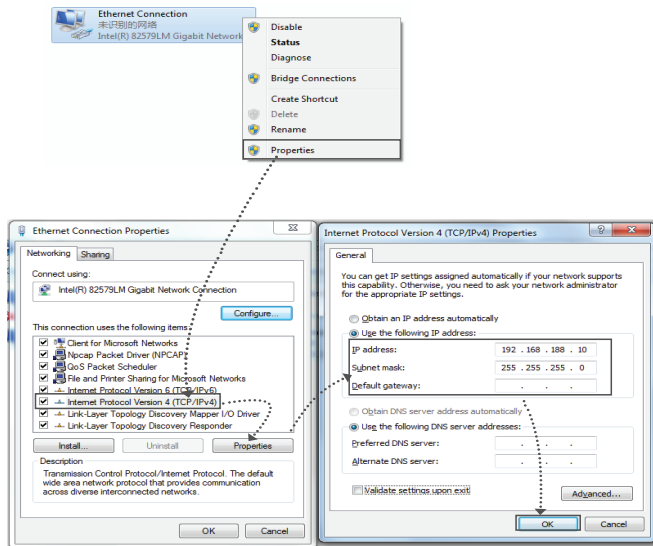 Ethernet Connection
未识别的网络
Intel(R) 82579LM Gigabit Network
Disable
Status
Diagnose
Bridge Connections
Create Shortcut
Delete
Rename
Properties
Ethernet Connection Properties
Networking
Sharing
Connect using:
Intel(R) 82579LM Gigabit Network Connection
Configure...
This connection uses the following items:
Client for Microsoft Networks
Npcap Packet Driver (NPCAP)
QoS Packet Scheduler
File and Printer Sharing for Microsoft Networks
Internet Protocol Version 6 (TCP/IPv6)
Internet Protocol Version 4 (TCP/IPv4)
Link-Layer Topology Discovery Mapper I/O Driver
Link-Layer Topology Discovery Responder
Install...
Uninstall
Properties
Description
Transmission Control Protocol/Internet Protocol. The default
wide area network protocol that provides communication
across diverse interconnected networks.
OK
Cancel
Internet Protocol Version 4 (TCP/IPv4) Properties
General
You can get IP settings assigned automatically if your network supports
this capability. Otherwise, you need to ask your network administrator
for the appropriate IP settings.
Obtain an IP address automatically
Use the following IP address:
IP address: 192 . 168 . 188 . 10
Subnet mask: 255 . 255 . 255 . 0
Default gateway: . . .
Obtain DNS server address automatically
Use the following DNS server addresses:
Preferred DNS server: . . .
Alternate DNS server: . . .
Validate settings upon exit
Advanced...
OK
Cancel